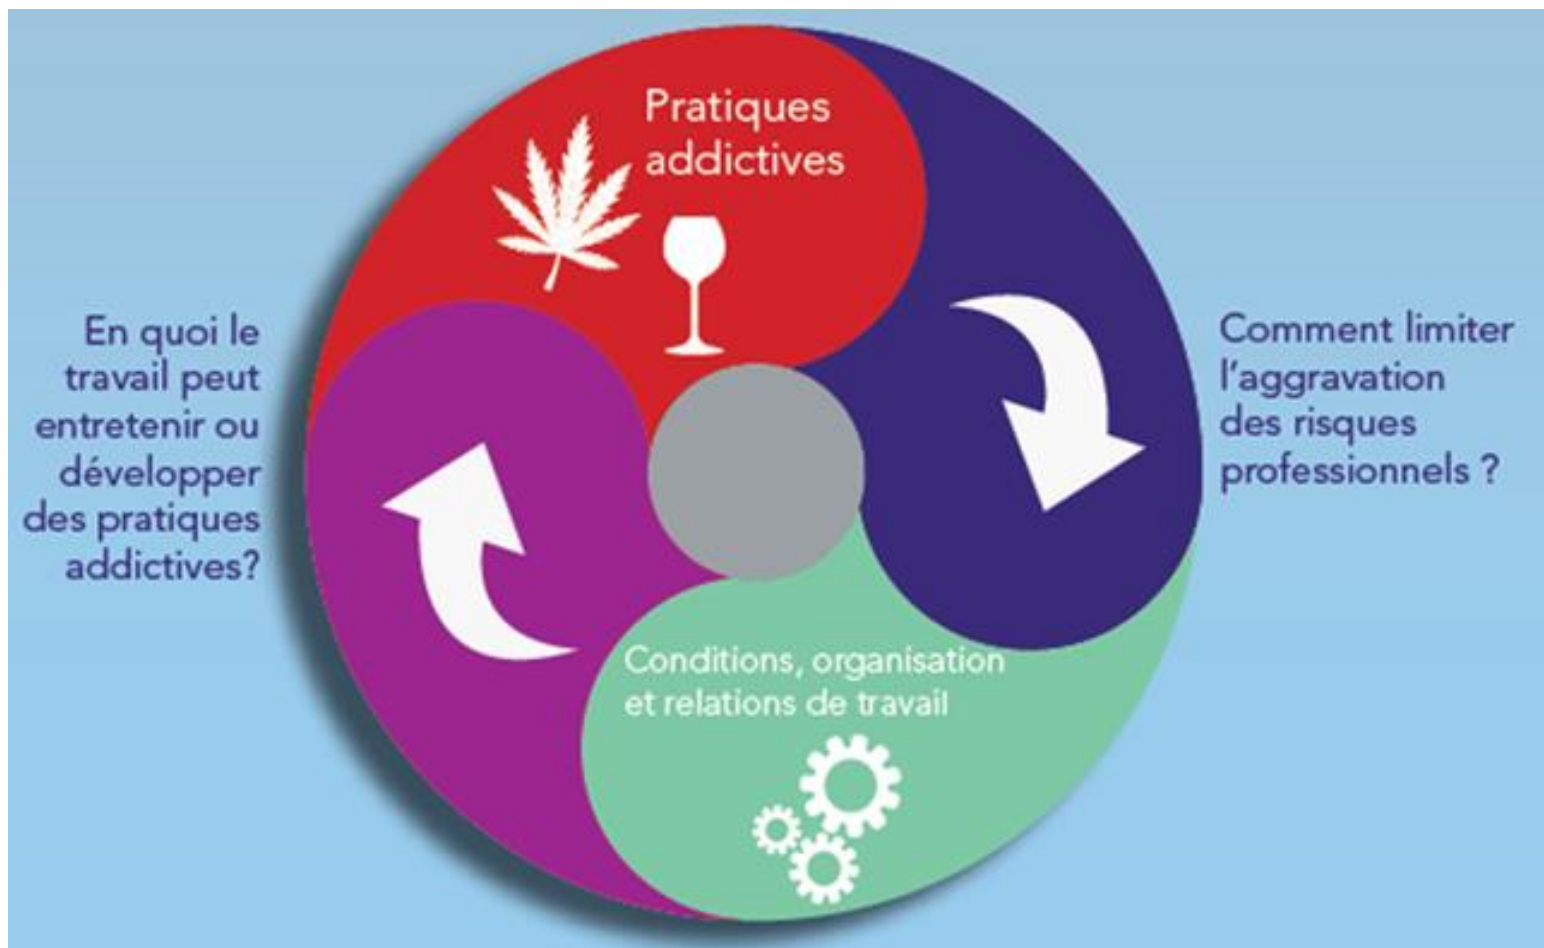 Pratiques
addictives
En quoi le
travail peut
entretenir ou
développer
des pratiques
addictives?
Comment limiter
l'aggravation
des risques
professionnels ?
Conditions, organisation
et relations de travail